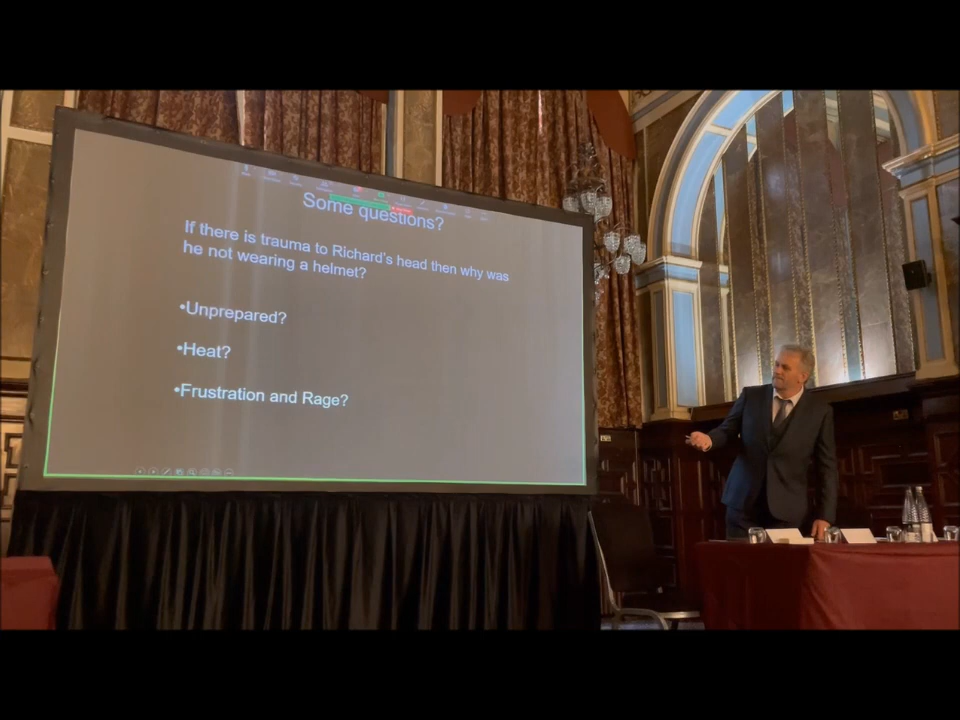 Some questions?
If there is trauma to Richard's head then why was
he not wearing a helmet?
•Unprepared?
•Heat?
•Frustration and Rage?